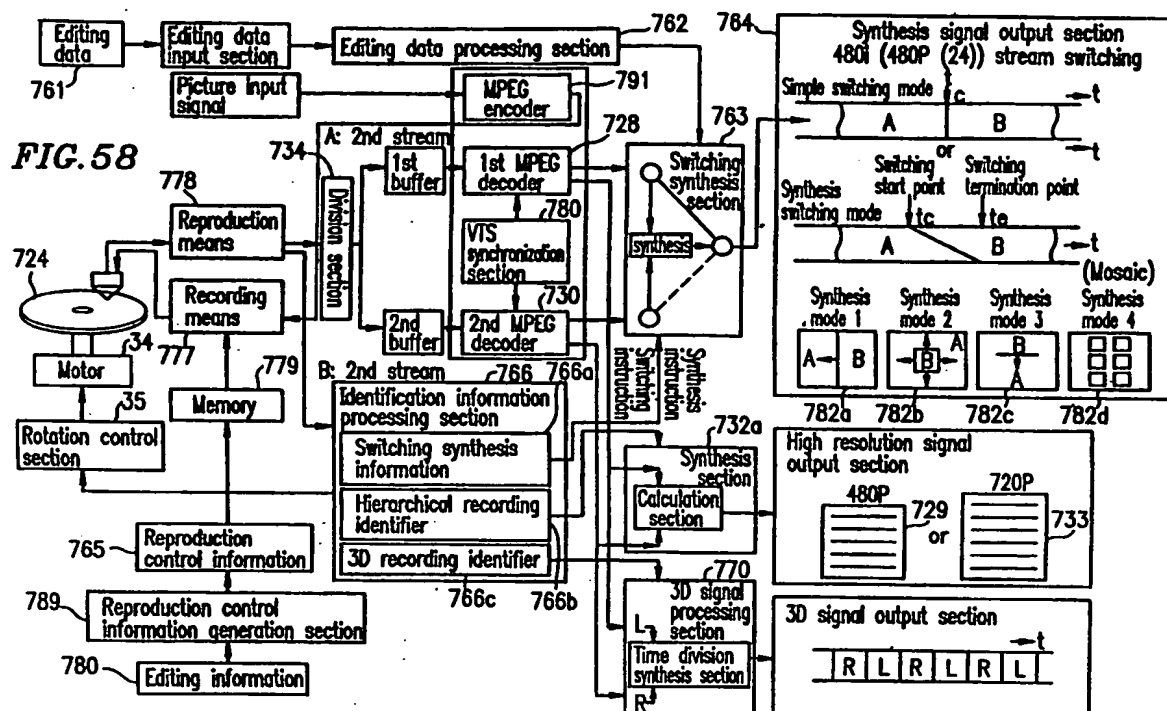 762
764
Editing data
761
Editing data
input section
Editing data processing section
Picture input
signal
791
MPEG
encoder
Synthesis signal output section
480i (480P (24)) stream switching
Simple switching mode
c
t
A
B
or
t
Switching
start point
Switching
termination point
Synthesis
switching mode
tc
te
A
B
t
(Mosaic)
Synthesis
mode 1
Synthesis
mode 2
Synthesis
mode 3
Synthesis
mode 4
A
B
A
B
B
A
782a
782b
782c
782d
FIG.58
734
A: 2nd stream
728
763
Division section
1st
buffer
1st MPEG
decoder
780
VTS
synchronization
section
730
2nd
buffer
2nd MPEG
decoder
Switching
synthesis
section
synthesis
778
Reproduction
means
724
Recording
means
777
34
Motor
779
Memory
35
Rotation control
section
B: 2nd stream
766
766a
Identification information
processing section
Switching synthesis
information
Hierarchical recording
identifier
3D recording identifier
766c
766b
Switching
instruction
Synthesis
instruction
732a
Synthesis
section
Calculation
section
High resolution signal
output section
480P
729
or
720P
733
765
Reproduction
control information
789
Reproduction control
information generation section
780
Editing information
770
3D signal
processing
section
L
Time division
synthesis section
R
3D signal output section
t
R L R L R L